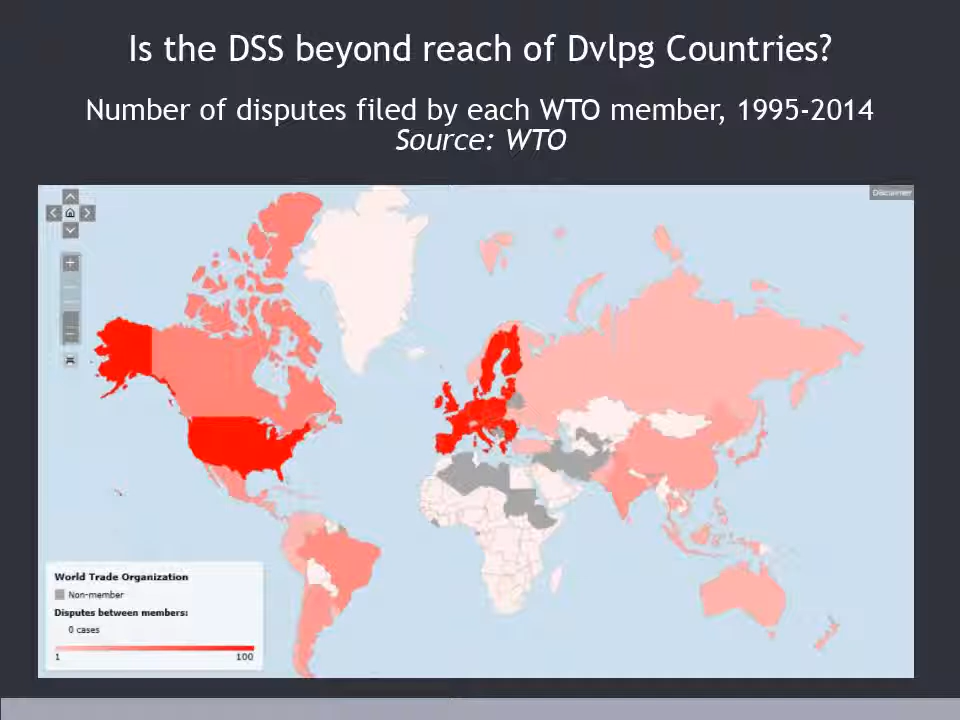 Is the DSS beyond reach of Dvlpg Countries?
Number of disputes filed by each WTO member, 1995-2014
Source: WTO
Disclaimer
World Trade Organization
Non-member
Disputes between members:
0 cases
1 100